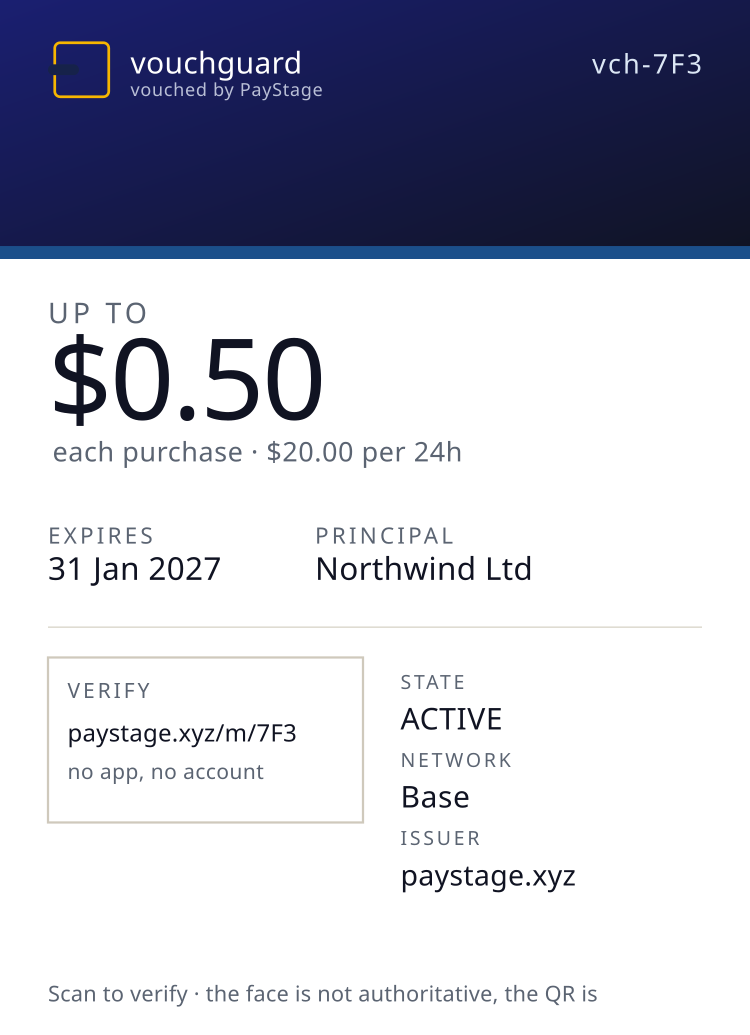 vouchguard
vouched by PayStage
vch-7F3
UP TO
$0.50
each purchase · $20.00 per 24h
EXPIRES
31 Jan 2027
PRINCIPAL
Northwind Ltd
VERIFY
paystage.xyz/m/7F3
no app, no account
STATE
ACTIVE
NETWORK
Base
ISSUER
paystage.xyz
Scan to verify · the face is not authoritative, the QR is